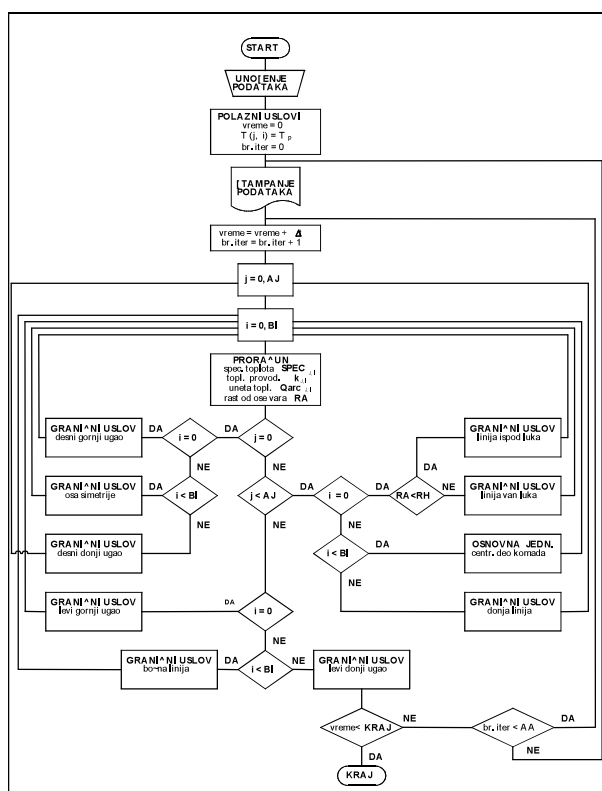 START
UNO[ENJE
PODATAKA
POLAZNI USLOVI
vreme = 0
T (j, i) = T p
br. iter = 0
[TAMPANJE
PODATAKA
vreme = vreme + Δt
br. iter = br. iter + 1
j = 0, AJ
i = 0, BI
PRORA^UN
spec. toplota SPEC j,i
topl. provod. k j,i
uneta topl. Qarc j,i
rast od ose vara RA
GRANI^NI USLOV
desni gornji ugao
DA
i = 0
DA
j = 0
NE
NE
GRANI^NI USLOV
linija ispod luka
DA
GRANI^NI USLOV
osa simetrije
DA
i < BI
NE
j < AJ
DA
i = 0
DA
RA<RH
NE
GRANI^NI USLOV
linija van luka
NE
NE
GRANI^NI USLOV
desni donji ugao
i < BI
DA
NE
OSNOVNA JEDN.
centr. deo komada
GRANI^NI USLOV
levi gornji ugao
DA
i = 0
NE
GRANI^NI USLOV
donja linija
GRANI^NI USLOV
bo~na linija
DA
i < BI
NE
GRANI^NI USLOV
levi donji ugao
vreme< KRAJ
NE
DA
br. iter < AA
DA
NE
KRAJ